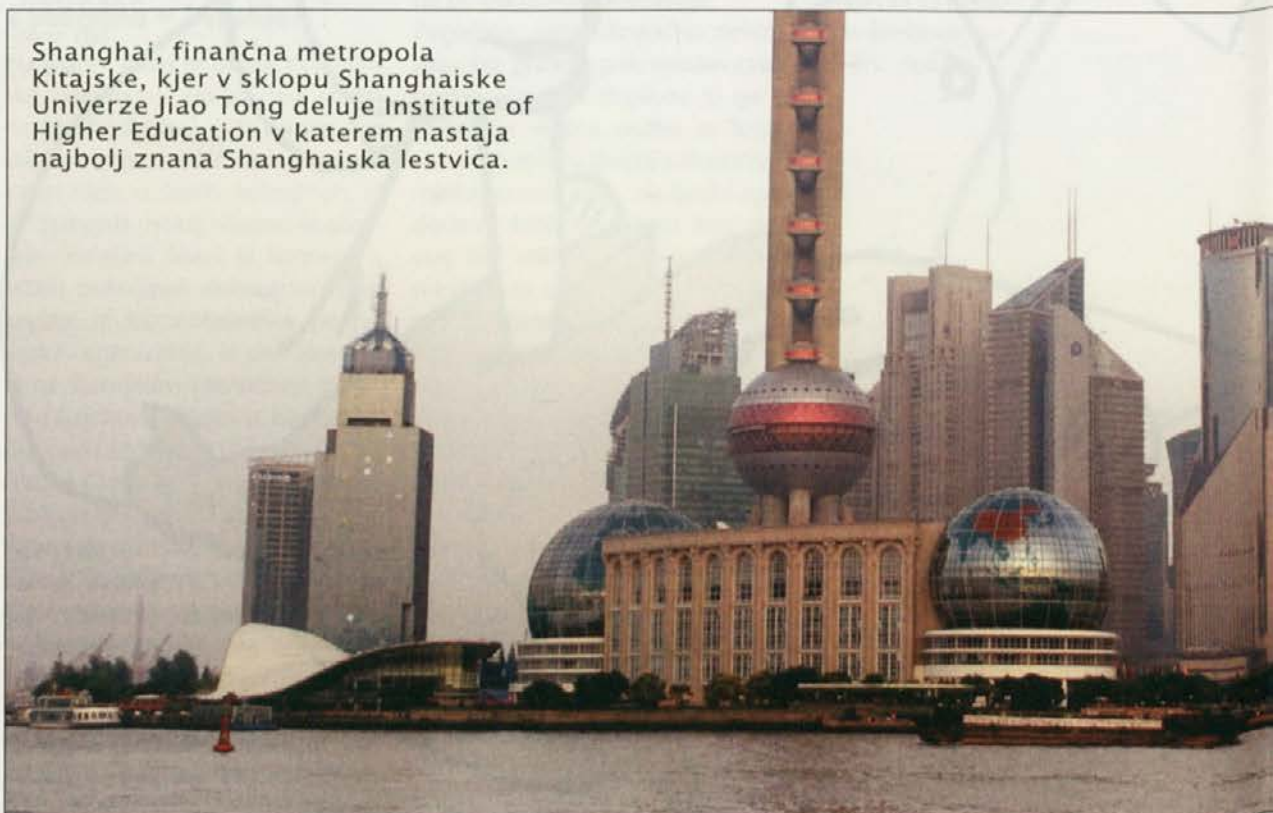 Shanghai, finančna metropola
Kitajske, kjer v sklopu Shanghaiske
Univerze Jiao Tong deluje Institute of
Higher Education v katerem nastaja
najbolj znana Shanghaiska lestvica.